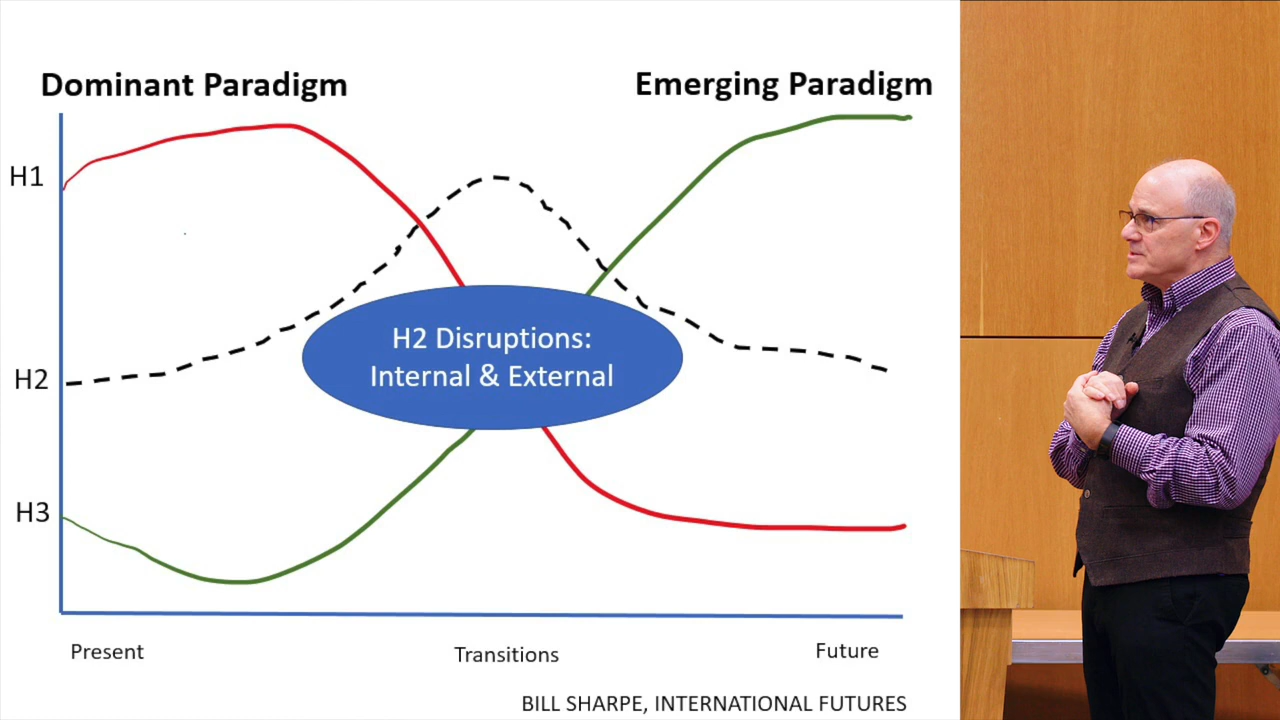 Dominant Paradigm
Emerging Paradigm
H1
H2 Disruptions:
Internal & External
H2
H3
Present
Transitions
Future
BILL SHARPE, INTERNATIONAL FUTURES